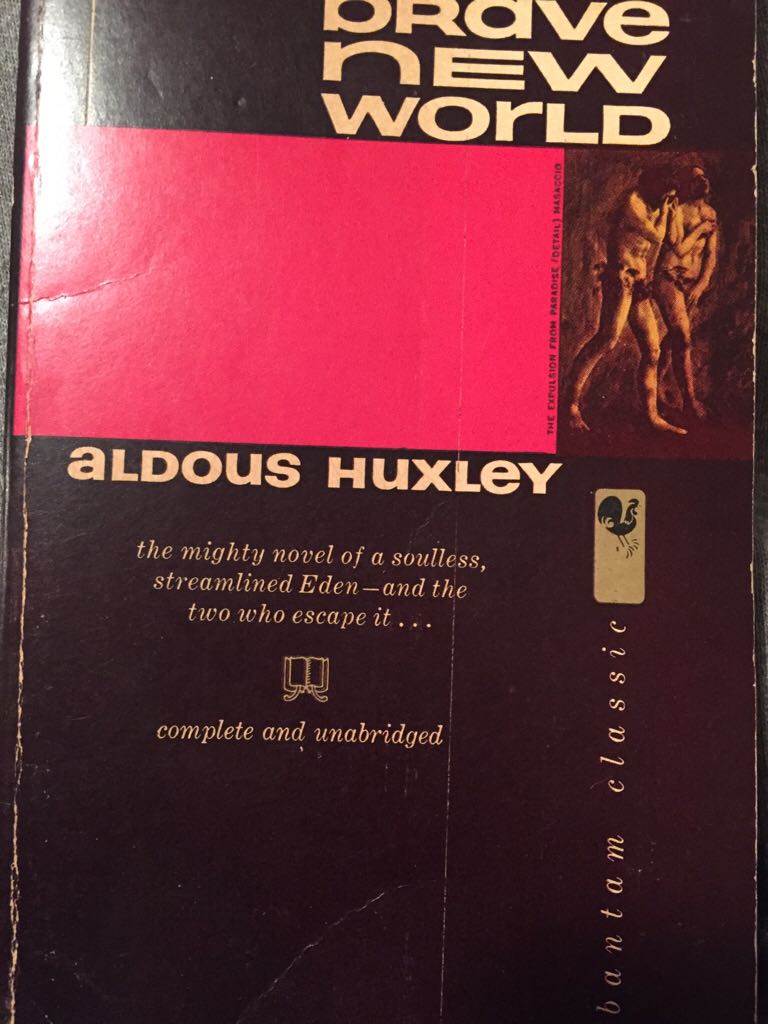 brave
new
world
THE EXPULSION FROM PARADISE (DETAIL) MASACCIO
aldous Huxley
the mighty novel of a soulless,
streamlined Eden—and the
two who escape it . . .
complete and unabridged
bantam classic